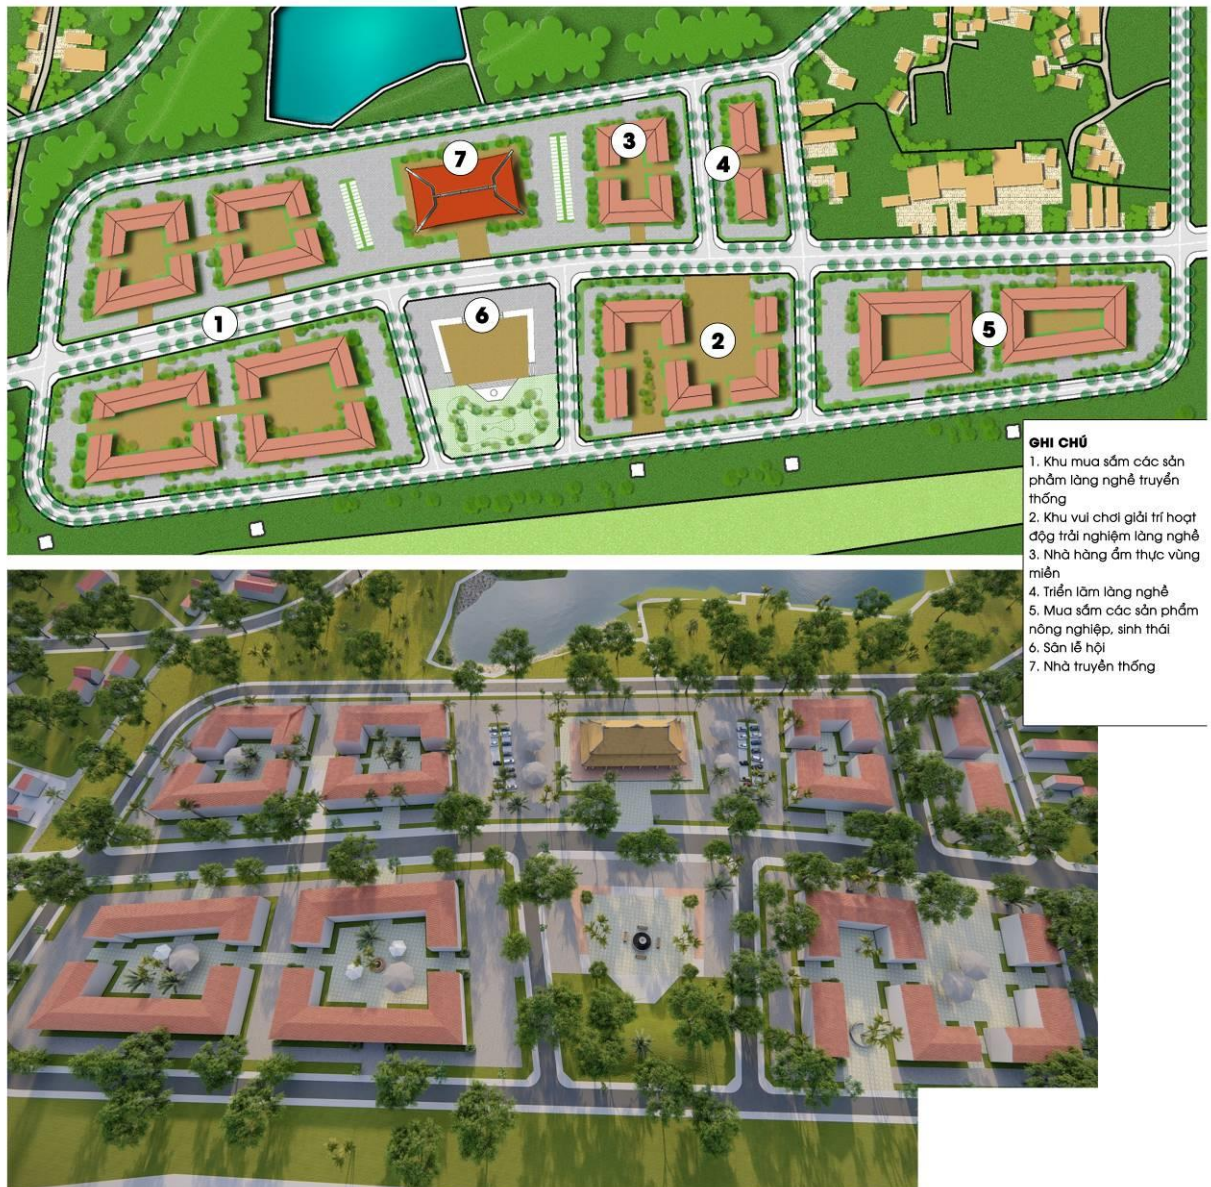 7
3
4
6
1
2
5
GHI CHÚ
1. Khu mua sắm các sản
phẩm làng nghề truyền
thống
2. Khu vui chơi giải trí hoạt
độg trải nghiệm làng nghề
3. Nhà hàng ẩm thực vùng
miền
4. Triển lãm làng nghề
5. Mua sắm các sản phẩm
nông nghiệp, sinh thái
6. Sân lễ hội
7. Nhà truyền thống